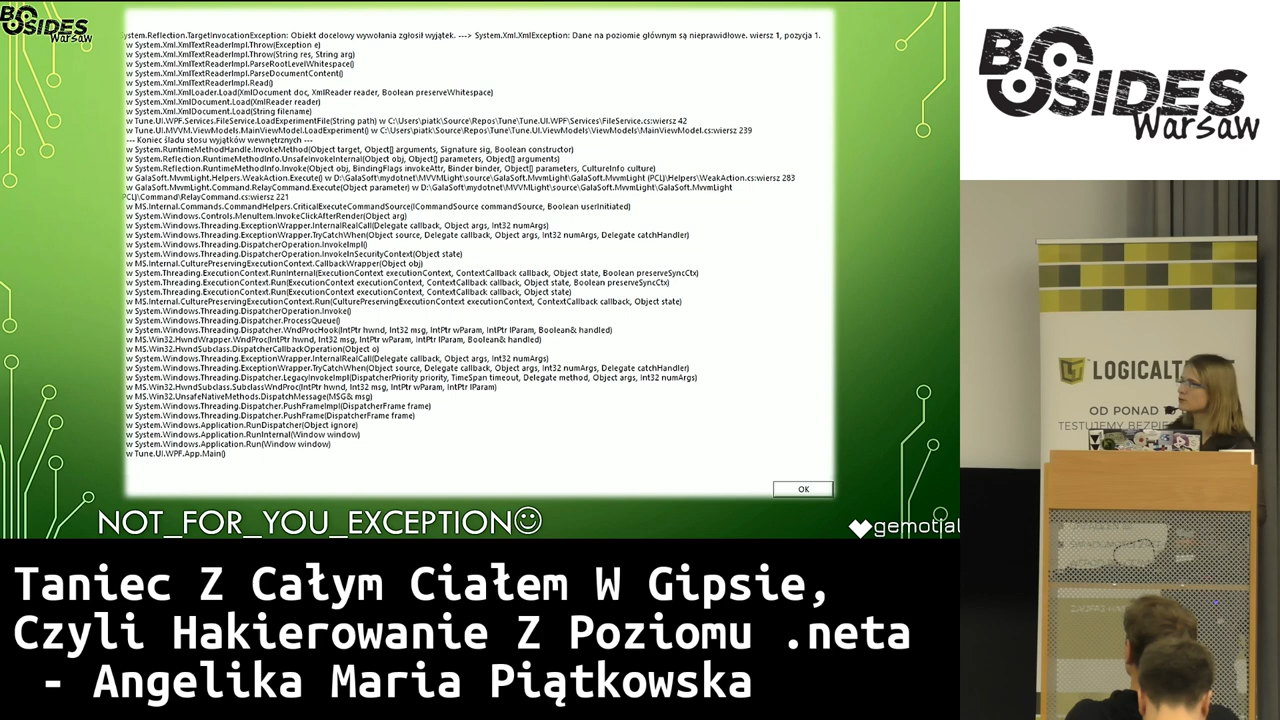 BSIDES
Warsaw
System.Reflection.TargetInvocationException: Obiekt docelowy wywołania zgłosił wyjątek. ---> System.Xml.XmlException: Dane na poziomie głównym są nieprawidłowe. wiersz 1, pozycja 1.
w System.Xml.XmlTextReaderImpl.Throw(Exception e)
w System.Xml.XmlTextReaderImpl.Throw(String res, String arg)
w System.Xml.XmlTextReaderImpl.ParseRootLevelWhitespace()
w System.Xml.XmlTextReaderImpl.ParseDocumentContent()
w System.Xml.XmlTextReaderImpl.Read()
w System.Xml.XmlLoader.Load(XmlDocument doc, XmlReader reader, Boolean preserveWhitespace)
w System.Xml.XmlDocument.Load(XmlReader reader)
w System.Xml.XmlDocument.Load(String filename)
w Tune.UI.WPF.Services.FileService.LoadExperimentFile(String path) w C:\Users\piatk\Source\Repos\Tune\Tune.UI.WPF\Services\FileService.cs:wiersz 42
w Tune.UI.MVVM.ViewModels.MainViewModel.LoadExperiment() w C:\Users\piatk\Source\Repos\Tune\Tune.UI.ViewModels\ViewModels\MainViewModel.cs:wiersz 239
--- Koniec śladu stosu wyjątków wewnętrznych ---
w System.RuntimeMethodHandle.InvokeMethod(Object target, Object[] arguments, Signature sig, Boolean constructor)
w System.Reflection.RuntimeMethodInfo.UnsafeInvokeInternal(Object obj, Object[] parameters, Object[] arguments)
w System.Reflection.RuntimeMethodInfo.Invoke(Object obj, BindingFlags invokeAttr, Binder binder, Object[] parameters, CultureInfo culture)
w GalaSoft.MvvmLight.Helpers.WeakAction.Execute() w D:\GalaSoft\mydotnet\MVVMLight\source\GalaSoft.MvvmLight\GalaSoft.MvvmLight (PCL)\Helpers\WeakAction.cs:wiersz 283
w GalaSoft.MvvmLight.Command.RelayCommand.Execute(Object parameter) w D:\GalaSoft\mydotnet\MVVMLight\source\GalaSoft.MvvmLight\GalaSoft.MvvmLight
(PCL)\Command\RelayCommand.cs:wiersz 221
w MS.Internal.Commands.CommandHelpers.CriticalExecuteCommandSource(ICommandSource commandSource, Boolean userInitiated)
w System.Windows.Controls.MenuItem.InvokeClickAfterRender(Object arg)
w System.Windows.Threading.ExceptionWrapper.InternalRealCall(Delegate callback, Object args, Int32 numArgs)
w System.Windows.Threading.ExceptionWrapper.TryCatchWhen(Object source, Delegate callback, Object args, Int32 numArgs, Delegate catchHandler)
w System.Windows.Threading.DispatcherOperation.InvokeImpl()
w System.Windows.Threading.DispatcherOperation.InvokeInSecurityContext(Object state)
w MS.Internal.CulturePreservingExecutionContext.CallbackWrapper(Object obj)
w System.Threading.ExecutionContext.RunInternal(ExecutionContext executionContext, ContextCallback callback, Object state, Boolean preserveSyncCtx)
w System.Threading.ExecutionContext.Run(ExecutionContext executionContext, ContextCallback callback, Object state, Boolean preserveSyncCtx)
w System.Threading.ExecutionContext.Run(ExecutionContext executionContext, ContextCallback callback, Object state)
w MS.Internal.CulturePreservingExecutionContext.Run(CulturePreservingExecutionContext executionContext, ContextCallback callback, Object state)
w System.Windows.Threading.DispatcherOperation.Invoke()
w System.Windows.Threading.Dispatcher.ProcessQueue()
w System.Windows.Threading.Dispatcher.WndProcHook(IntPtr hwnd, Int32 msg, IntPtr wParam, IntPtr lParam, Boolean& handled)
w MS.Win32.HwndWrapper.WndProc(IntPtr hwnd, Int32 msg, IntPtr wParam, IntPtr lParam, Boolean& handled)
w MS.Win32.HwndSubclass.DispatcherCallbackOperation(Object o)
w System.Windows.Threading.ExceptionWrapper.InternalRealCall(Delegate callback, Object args, Int32 numArgs)
w System.Windows.Threading.ExceptionWrapper.TryCatchWhen(Object source, Delegate callback, Object args, Int32 numArgs, Delegate catchHandler)
w System.Windows.Threading.Dispatcher.LegacyInvokeImpl(DispatcherPriority priority, TimeSpan timeout, Delegate method, Object args, Int32 numArgs)
w MS.Win32.HwndSubclass.SubclassWndProc(IntPtr hwnd, Int32 msg, IntPtr wParam, IntPtr lParam)
w MS.Win32.UnsafeNativeMethods.DispatchMessage(MSG& msg)
w System.Windows.Threading.Dispatcher.PushFrameImpl(DispatcherFrame frame)
w System.Windows.Threading.Dispatcher.PushFrame(DispatcherFrame frame)
w System.Windows.Application.RunDispatcher(Object ignore)
w System.Windows.Application.RunInternal(Window window)
w System.Windows.Application.Run(Window window)
w Tune.UI.WPF.App.Main()
OK
NOT_FOR_YOU_EXCEPTION☺
gemotial
Taniec Z Całym Ciałem W Gipsie,
Czyli Hakierowanie Z Poziomu .neta
- Angelika Maria Piątkowska
BSIDES
Warsaw
LOGICALT
OD PONAD
TESTUJEMY